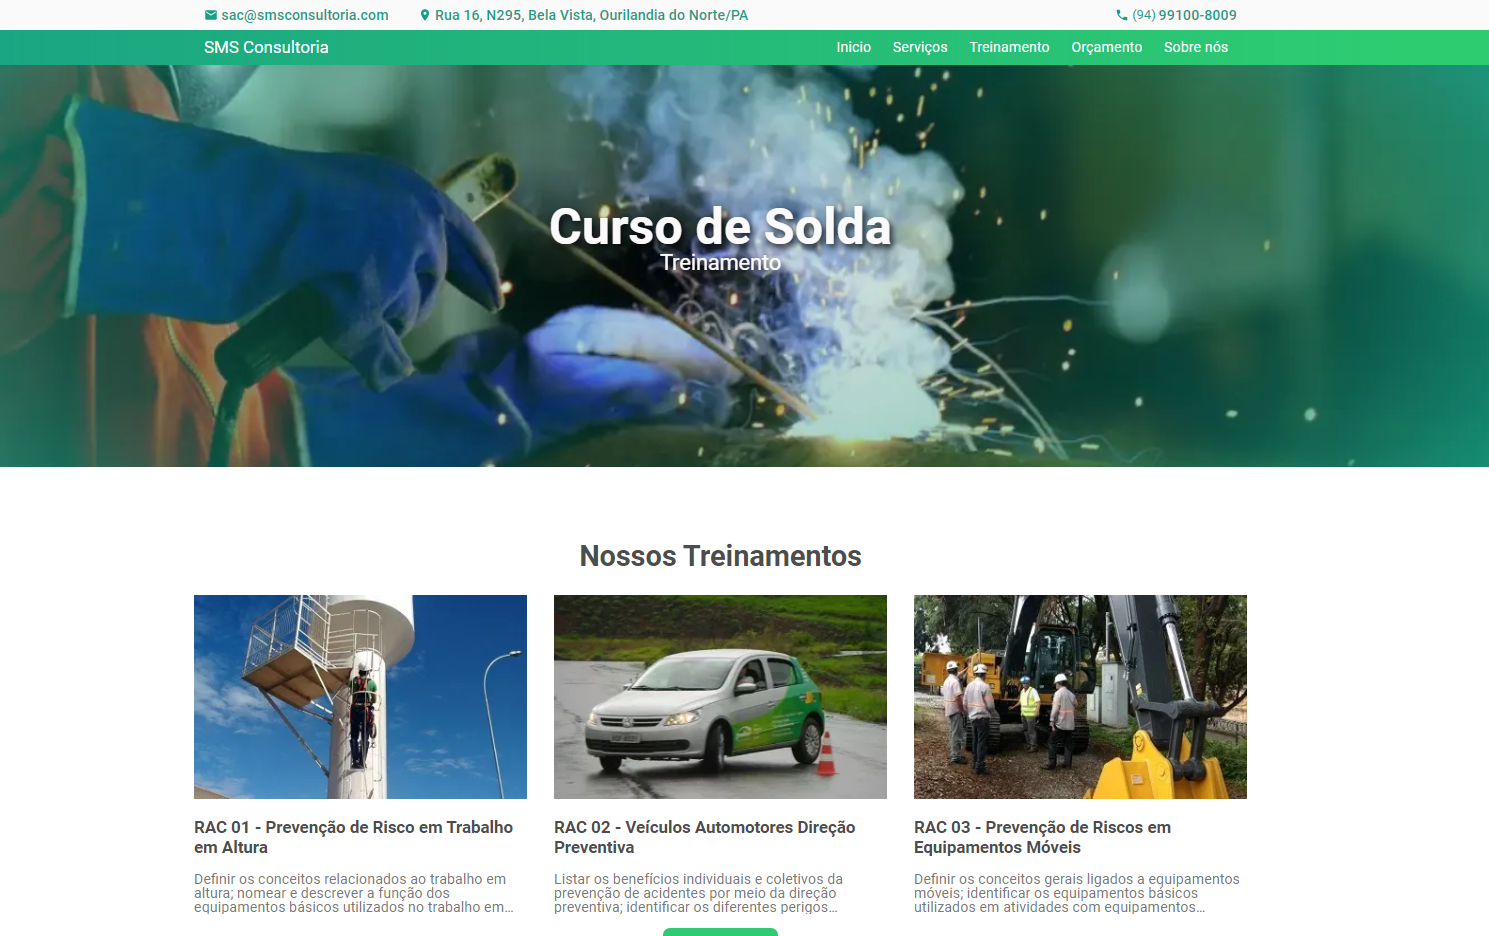 sac@smsconsultoria.com
Rua 16, N295, Bela Vista, Ourilandia do Norte/PA
(94) 99100-8009
SMS Consultoria
Inicio
Serviços
Treinamento
Orçamento
Sobre nós
Curso de Solda
Treinamento
Nossos Treinamentos
RAC 01 - Prevenção de Risco em Trabalho
em Altura
Definir os conceitos relacionados ao trabalho em
altura; nomear e descrever a função dos
equipamentos básicos utilizados no trabalho em...
RAC 02 - Veículos Automotores Direção
Preventiva
Listar os benefícios individuais e coletivos da
prevenção de acidentes por meio da direção
preventiva; identificar os diferentes perigos...
RAC 03 - Prevenção de Riscos em
Equipamentos Móveis
Definir os conceitos gerais ligados a equipamentos
móveis; identificar os equipamentos básicos
utilizados em atividades com equipamentos...